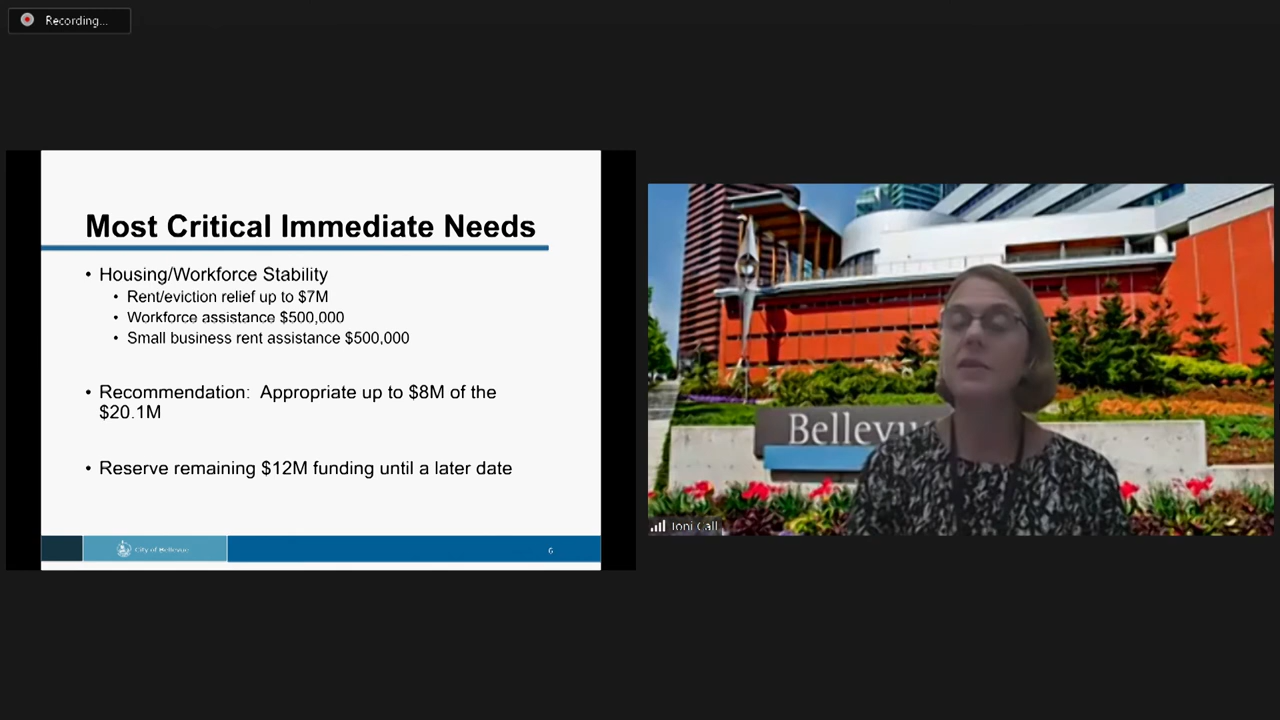 Recording...
Most Critical Immediate Needs
• Housing/Workforce Stability
• Rent/eviction relief up to $7M
• Workforce assistance $500,000
• Small business rent assistance $500,000
• Recommendation: Appropriate up to $8M of the
$20.1M
• Reserve remaining $12M funding until a later date
City of Bellevue
6
Bellevu
Toni Call